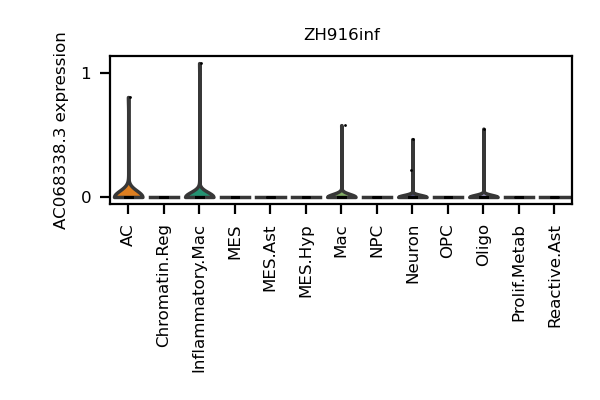 ZH916inf
AC068338.3 expression
1
0
AC
Chromatin.Reg
Inflammatory.Mac
MES
MES.Ast
MES.Hyp
Mac
NPC
Neuron
OPC
Oligo
Prolif.Metab
Reactive.Ast